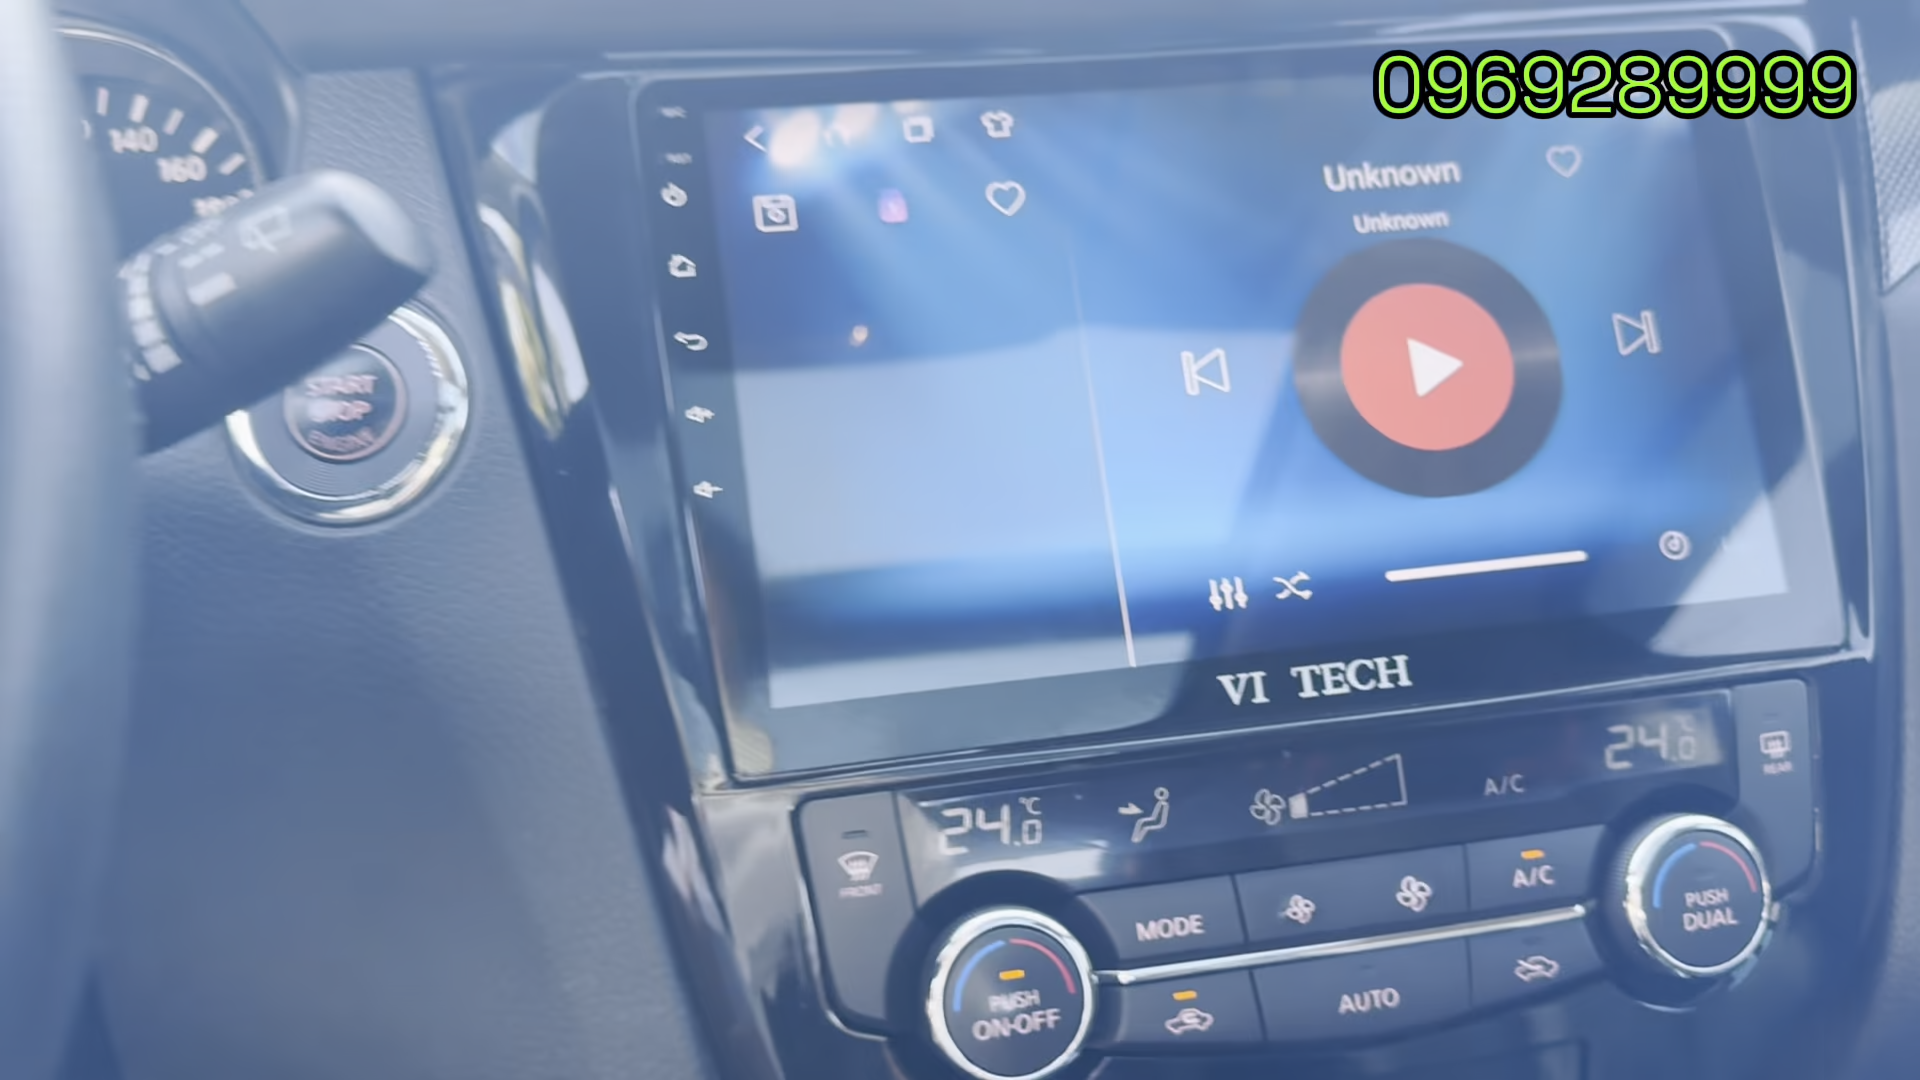 0969289999
140
160
START
STOP
ENGINE
Unknown
Unknown
VI TECH
24.0 °C
A/C
24.0 °C
REAR
FRONT
MODE
A/C
PUSH
DUAL
PUSH
ON·OFF
AUTO